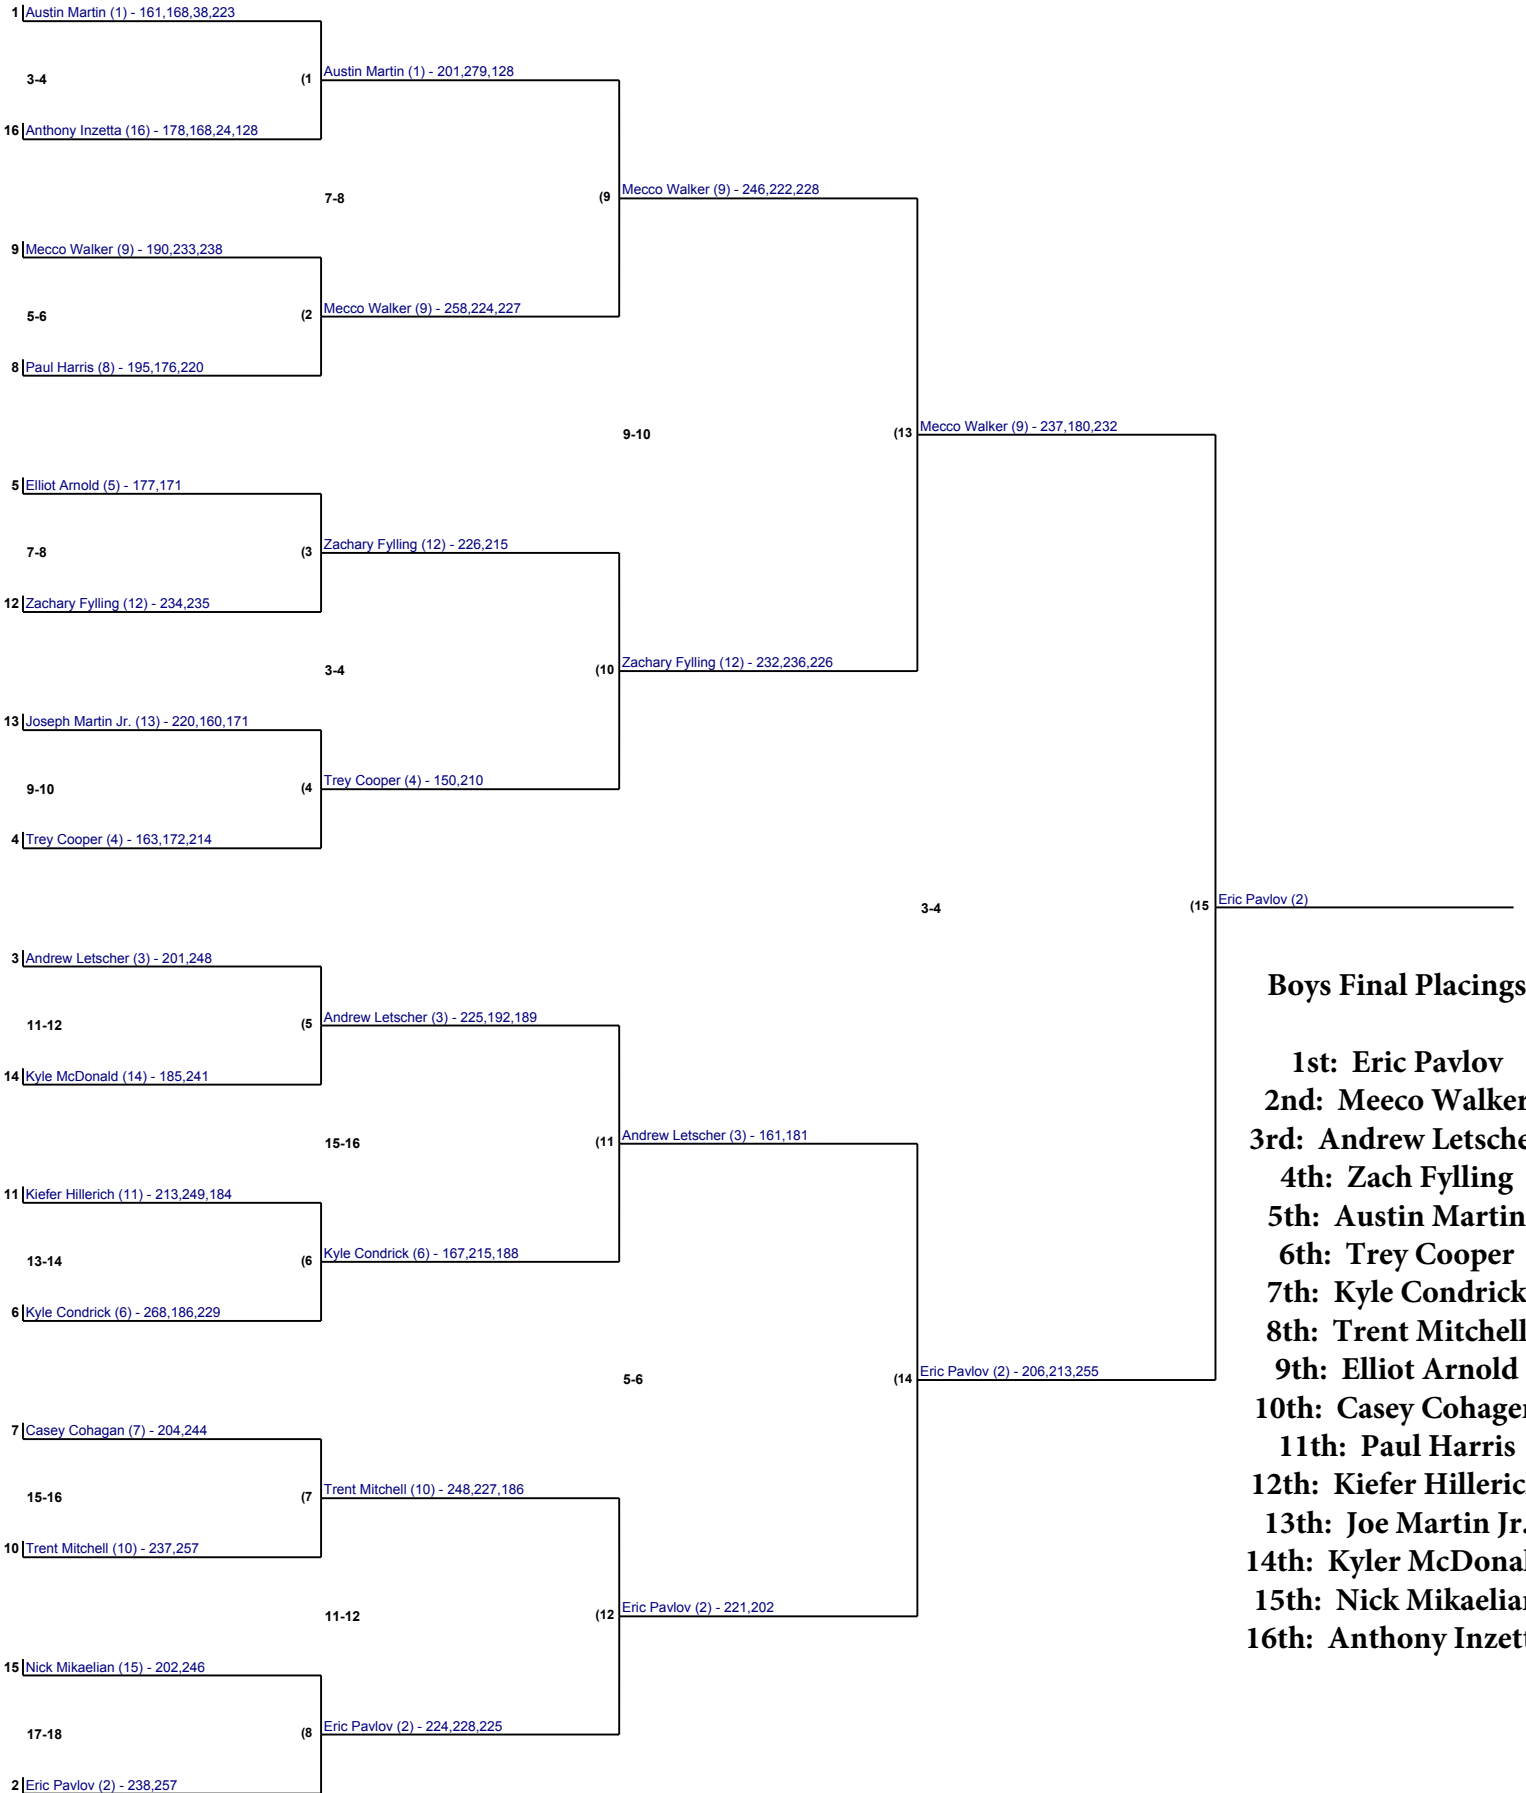 1 Austin Martin (1) - 161,168,38,223
3-4 (1 Austin Martin (1) - 201,279,128
16 Anthony Inzetta (16) - 178,168,24,128
7-8 (9 Mecco Walker (9) - 246,222,228
9 Mecco Walker (9) - 190,233,238
5-6 (2 Mecco Walker (9) - 258,224,227
8 Paul Harris (8) - 195,176,220
9-10 (13 Mecco Walker (9) - 237,180,232
5 Elliot Arnold (5) - 177,171
7-8 (3 Zachary Fylling (12) - 226,215
12 Zachary Fylling (12) - 234,235
3-4 (10 Zachary Fylling (12) - 232,236,226
13 Joseph Martin Jr. (13) - 220,160,171
9-10 (4 Trey Cooper (4) - 150,210
4 Trey Cooper (4) - 163,172,214
3-4 (15 Eric Pavlov (2)
3 Andrew Letscher (3) - 201,248
11-12 (5 Andrew Letscher (3) - 225,192,189
14 Kyle McDonald (14) - 185,241
15-16 (11 Andrew Letscher (3) - 161,181
11 Kiefer Hillerich (11) - 213,249,184
13-14 (6 Kyle Condrick (6) - 167,215,188
6 Kyle Condrick (6) - 268,186,229
5-6 (14 Eric Pavlov (2) - 206,213,255
7 Casey Cohagan (7) - 204,244
15-16 (7 Trent Mitchell (10) - 248,227,186
10 Trent Mitchell (10) - 237,257
11-12 (12 Eric Pavlov (2) - 221,202
15 Nick Mikaelian (15) - 202,246
17-18 (8 Eric Pavlov (2) - 224,228,225
2 Eric Pavlov (2) - 238,257
Boys Final Placings
1st: Eric Pavlov
2nd: Meeco Walker
3rd: Andrew Letsche
4th: Zach Fylling
5th: Austin Martin
6th: Trey Cooper
7th: Kyle Condrick
8th: Trent Mitchell
9th: Elliot Arnold
10th: Casey Cohagen
11th: Paul Harris
12th: Kiefer Hilleric
13th: Joe Martin Jr.
14th: Kyler McDonal
15th: Nick Mikaelian
16th: Anthony Inzett